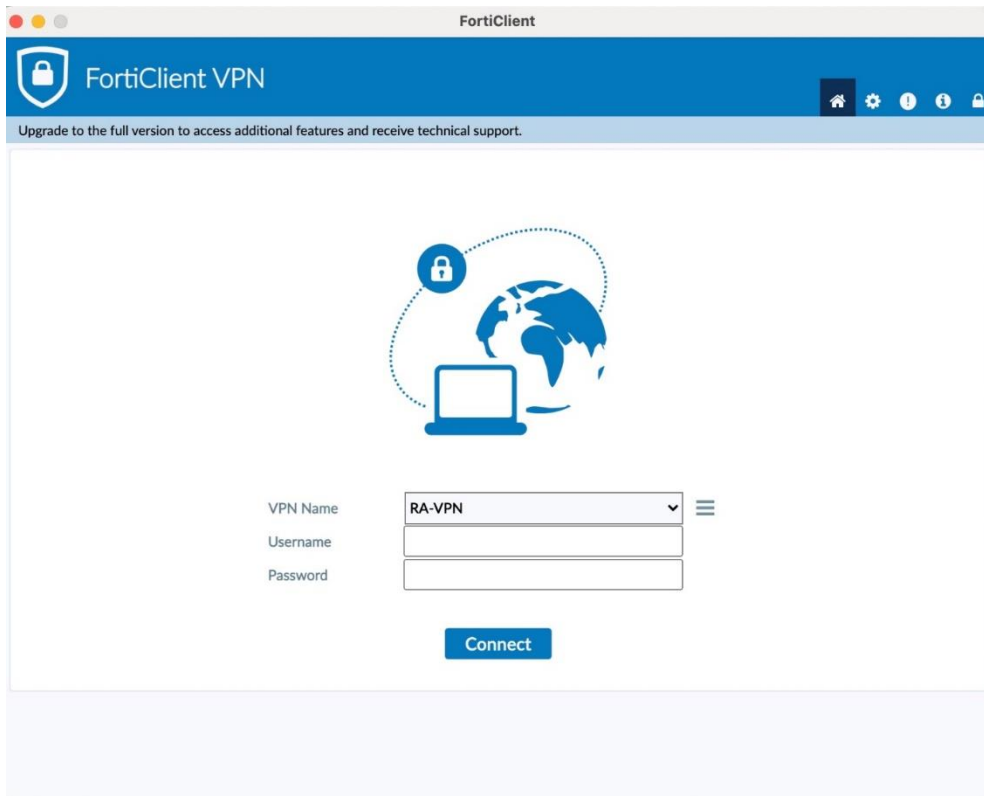 FortiClient
FortiClient VPN
Upgrade to the full version to access additional features and receive technical support.
VPN Name
RA-VPN
Username
Password
Connect